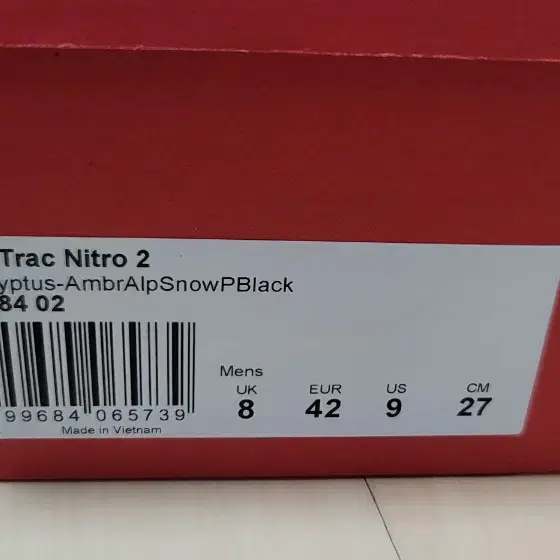 Trac Nitro 2
yptus-AmbrAlpSnowPBlack
84 02
99684 065739
Made in Vietnam
Mens
UK EUR US CM
8 42 9 27